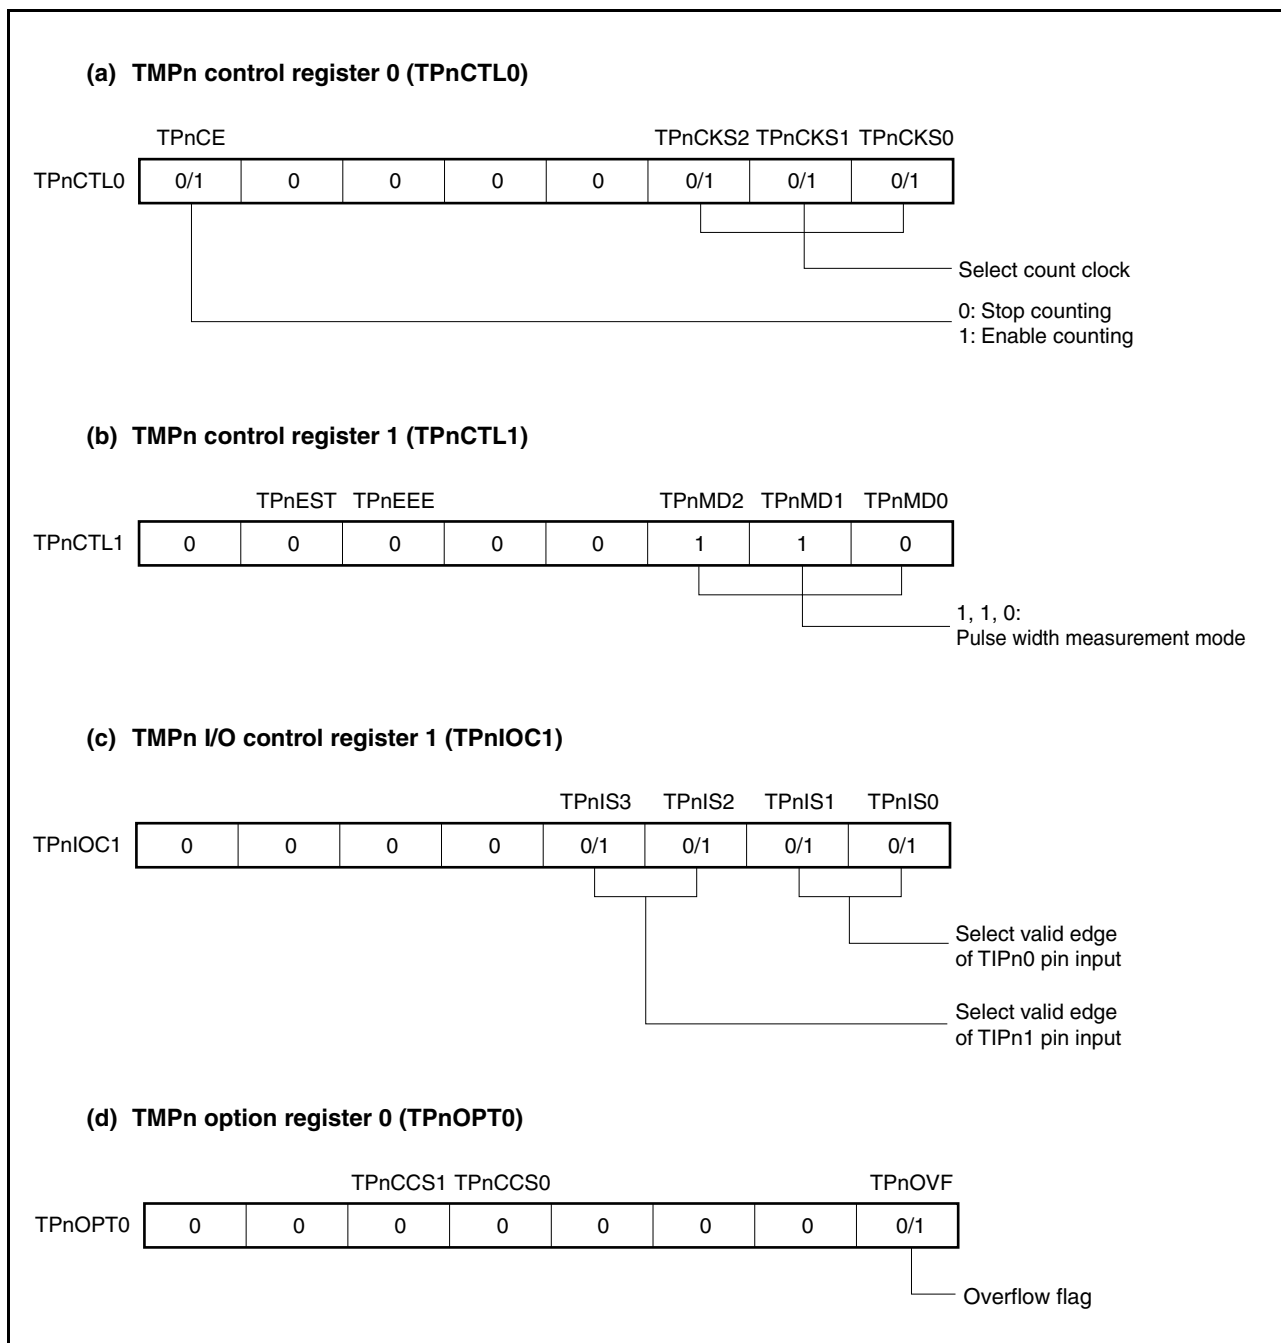 (a) TMPn control register 0 (TPnCTL0)
TPnCE TPnCKS2 TPnCKS1 TPnCKS0
TPnCTL0 0/1 0 0 0 0 0/1 0/1 0/1
Select count clock
0: Stop counting
1: Enable counting
(b) TMPn control register 1 (TPnCTL1)
TPnEST TPnEEE TPnMD2 TPnMD1 TPnMD0
TPnCTL1 0 0 0 0 0 1 1 0
1, 1, 0:
Pulse width measurement mode
(c) TMPn I/O control register 1 (TPnIOC1)
TPnIS3 TPnIS2 TPnIS1 TPnIS0
TPnIOC1 0 0 0 0 0/1 0/1 0/1 0/1
Select valid edge
of TIPn0 pin input
Select valid edge
of TIPn1 pin input
(d) TMPn option register 0 (TPnOPT0)
TPnCCS1 TPnCCS0 TPnOVF
TPnOPT0 0 0 0 0 0 0 0 0/1
Overflow flag